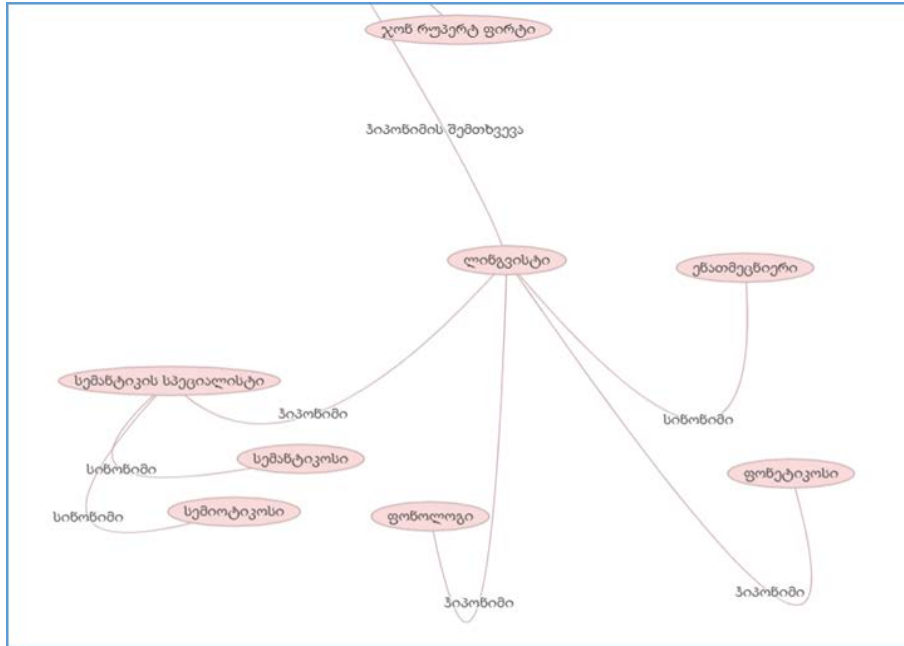 ჯონ რუპერტ ფირტი
ჰიპონიმის შემთხვევა
ლინგვისტი
ენათმეცნიერი
სემანტიკის სპეციალისტი
ჰიპონიმი
სინონიმი
სემანტიკოსი
სინონიმი
ფონეტიკოსი
სემიოტიკოსი
სინონიმი
ფონოლოგი
ჰიპონიმი
ჰიპონიმი